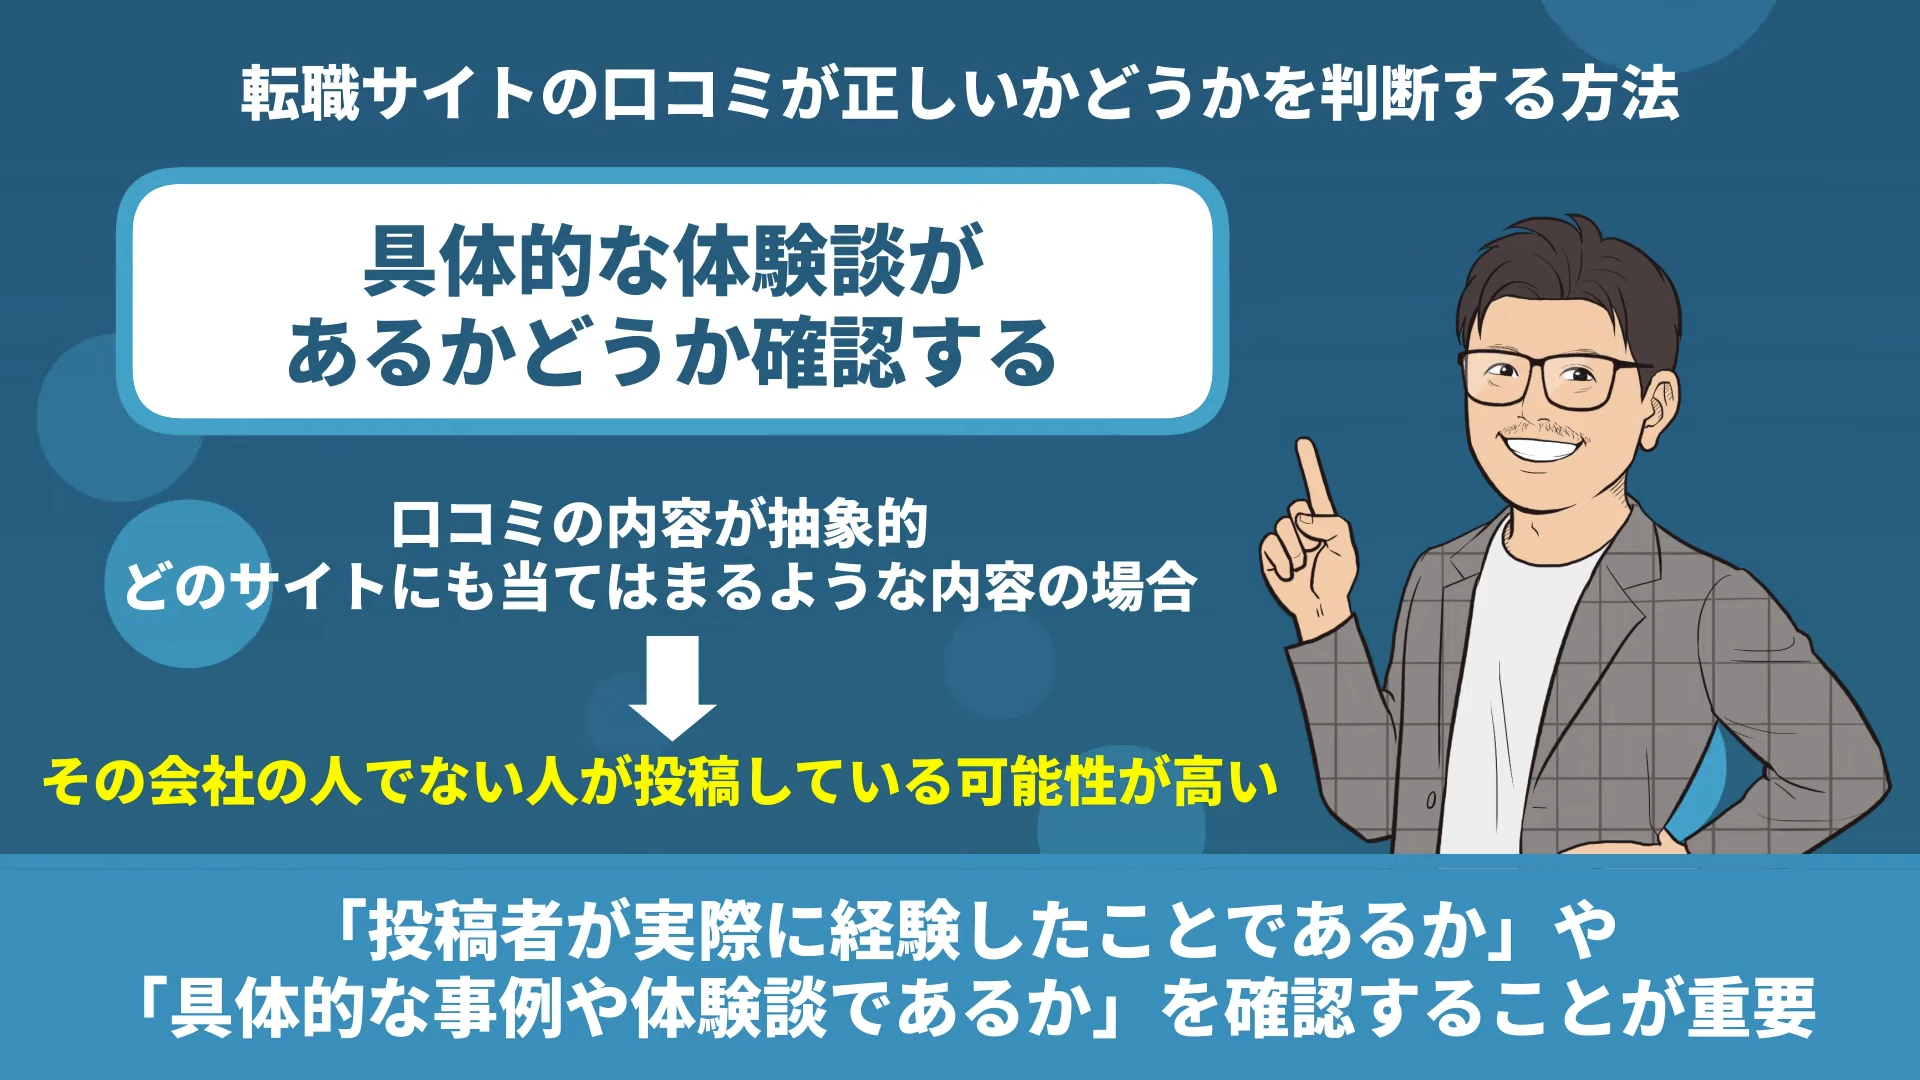 転職サイトの口コミが正しいかどうかを判断する方法
具体的な体験談が
あるかどうか確認する
口コミの内容が抽象的
どのサイトにも当てはまるような内容の場合
その会社の人でない人が投稿している可能性が高い
「投稿者が実際に経験したことであるか」や
「具体的な事例や体験談であるか」を確認することが重要